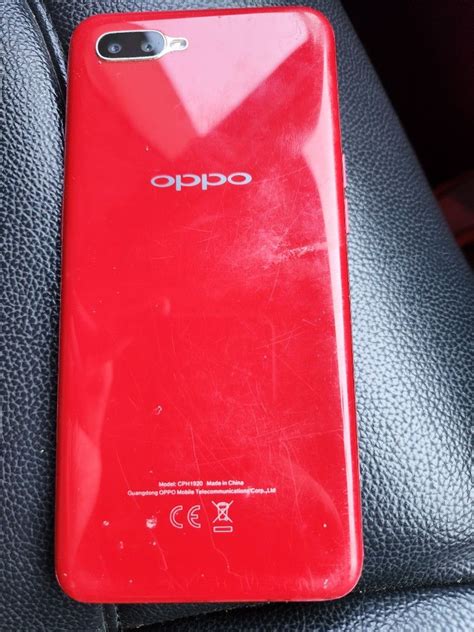 oppo
Model: CPH1920 Made in China
Guangdong OPPO Mobile Telecommunications Corp.,Ltd
CE